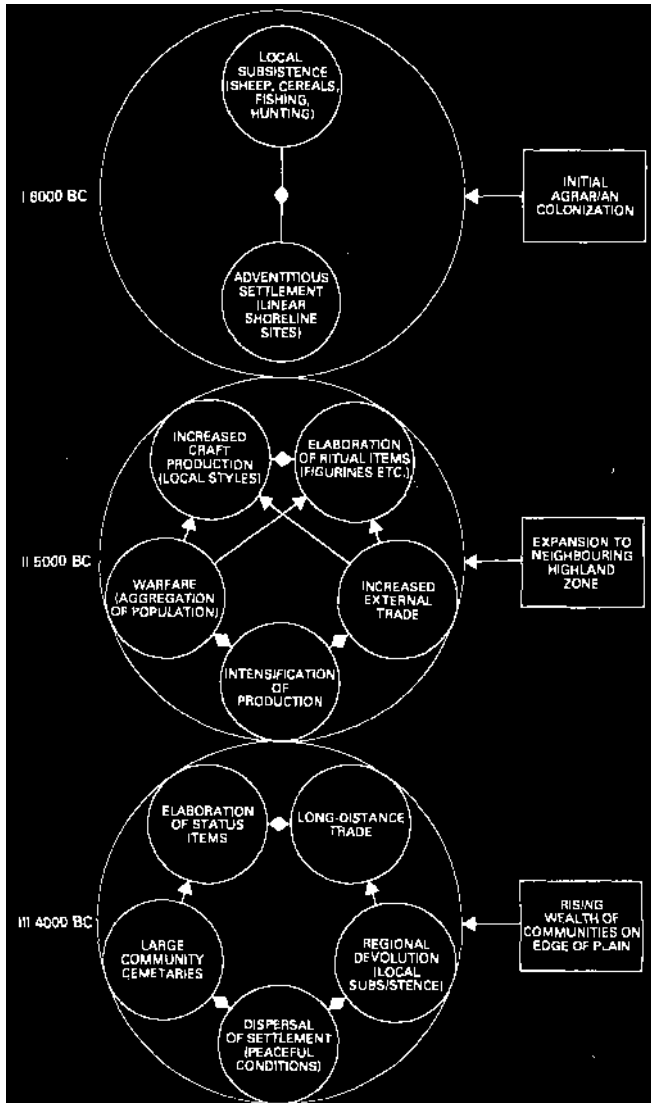 LOCAL
SUBSISTENCE
(SHEEP, CEREALS,
FISHING,
HUNTING)
I 6000 BC
INITIAL
AGRARIAN
COLONIZATION
ADVENTITIOUS
SETTLEMENT
(LINEAR
SHORELINE
SITES)
INCREASED
CRAFT
PRODUCTION
(LOCAL STYLES)
ELABORATION
OF RITUAL ITEMS
(FIGURINES ETC.)
II 5000 BC
EXPANSION TO
NEIGHBOURING
HIGHLAND
ZONE
WARFARE
(AGGREGATION
OF POPULATION)
INCREASED
EXTERNAL
TRADE
INTENSIFICATION
OF
PRODUCTION
ELABORATION
OF STATUS
ITEMS
LONG-DISTANCE
TRADE
III 4000 BC
RISING
WEALTH OF
COMMUNITIES ON
EDGE OF PLAIN
LARGE
COMMUNITY
CEMETARIES
REGIONAL
DEVOLUTION
(LOCAL
SUBSISTENCE)
DISPERSAL
OF SETTLEMENT
(PEACEFUL
CONDITIONS)